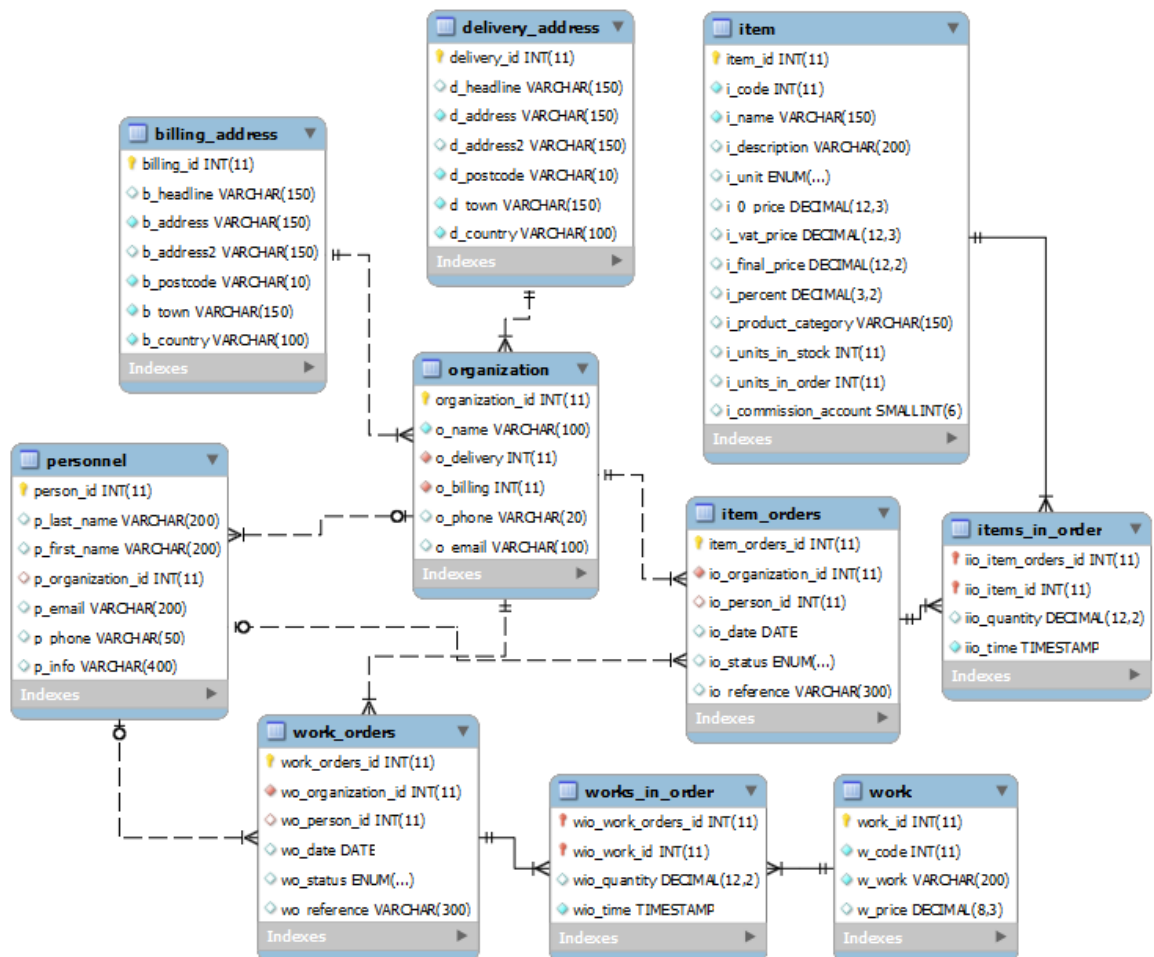 delivery_address
delivery_id INT(11)
d_headline VARCHAR(150)
d_address VARCHAR(150)
d_address2 VARCHAR(150)
d_postcode VARCHAR(10)
d_town VARCHAR(150)
d_country VARCHAR(100)
Indexes
item
item_id INT(11)
i_code INT(11)
i_name VARCHAR(150)
i_description VARCHAR(200)
i_unit ENUM(...)
i_0_price DECIMAL(12,3)
i_vat_price DECIMAL(12,3)
i_final_price DECIMAL(12,2)
i_percent DECIMAL(3,2)
i_product_category VARCHAR(150)
i_units_in_stock INT(11)
i_units_in_order INT(11)
i_commission_account SMALLINT(6)
Indexes
billing_address
billing_id INT(11)
b_headline VARCHAR(150)
b_address VARCHAR(150)
b_address2 VARCHAR(150)
b_postcode VARCHAR(10)
b_town VARCHAR(150)
b_country VARCHAR(100)
Indexes
organization
organization_id INT(11)
o_name VARCHAR(100)
o_delivery INT(11)
o_billing INT(11)
o_phone VARCHAR(20)
o_email VARCHAR(100)
Indexes
personnel
person_id INT(11)
p_last_name VARCHAR(200)
p_first_name VARCHAR(200)
p_organization_id INT(11)
p_email VARCHAR(200)
p_phone VARCHAR(50)
p_info VARCHAR(400)
Indexes
item_orders
item_orders_id INT(11)
io_organization_id INT(11)
io_person_id INT(11)
io_date DATE
io_status ENUM(...)
io_reference VARCHAR(300)
Indexes
items_in_order
iio_item_orders_id INT(11)
iio_item_id INT(11)
iio_quantity DECIMAL(12,2)
iio_time TIMESTAMP
Indexes
work_orders
work_orders_id INT(11)
wo_organization_id INT(11)
wo_person_id INT(11)
wo_date DATE
wo_status ENUM(...)
wo_reference VARCHAR(300)
Indexes
works_in_order
wio_work_orders_id INT(11)
wio_work_id INT(11)
wio_quantity DECIMAL(12,2)
wio_time TIMESTAMP
Indexes
work
work_id INT(11)
w_code INT(11)
w_work VARCHAR(200)
w_price DECIMAL(8,3)
Indexes